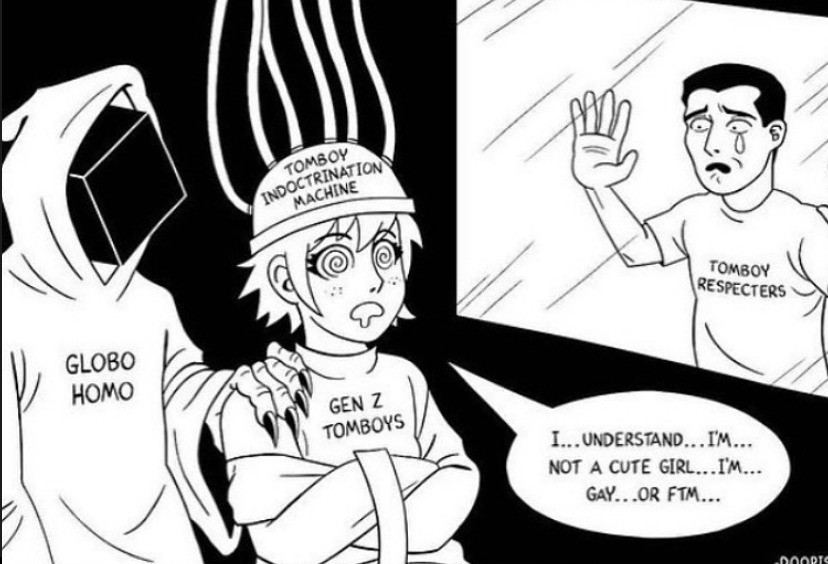 TOMBOY
INDOCTRINATION
MACHINE
TOMBOY
RESPECTERS
GLOBO
HOMO
GEN Z
TOMBOYS
I...UNDERSTAND...I'M...
NOT A CUTE GIRL...I'M...
GAY...OR FTM...